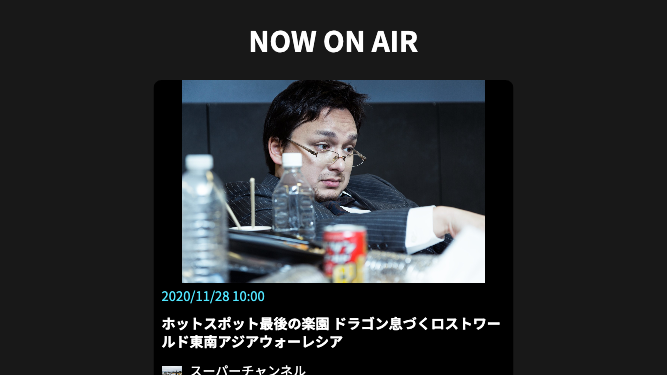 NOW ON AIR
2020/11/28 10:00
ホットスポット最後の楽園 ドラゴン息づくロストワー
ルド東南アジアウォーレシア
スーパーチャンネル